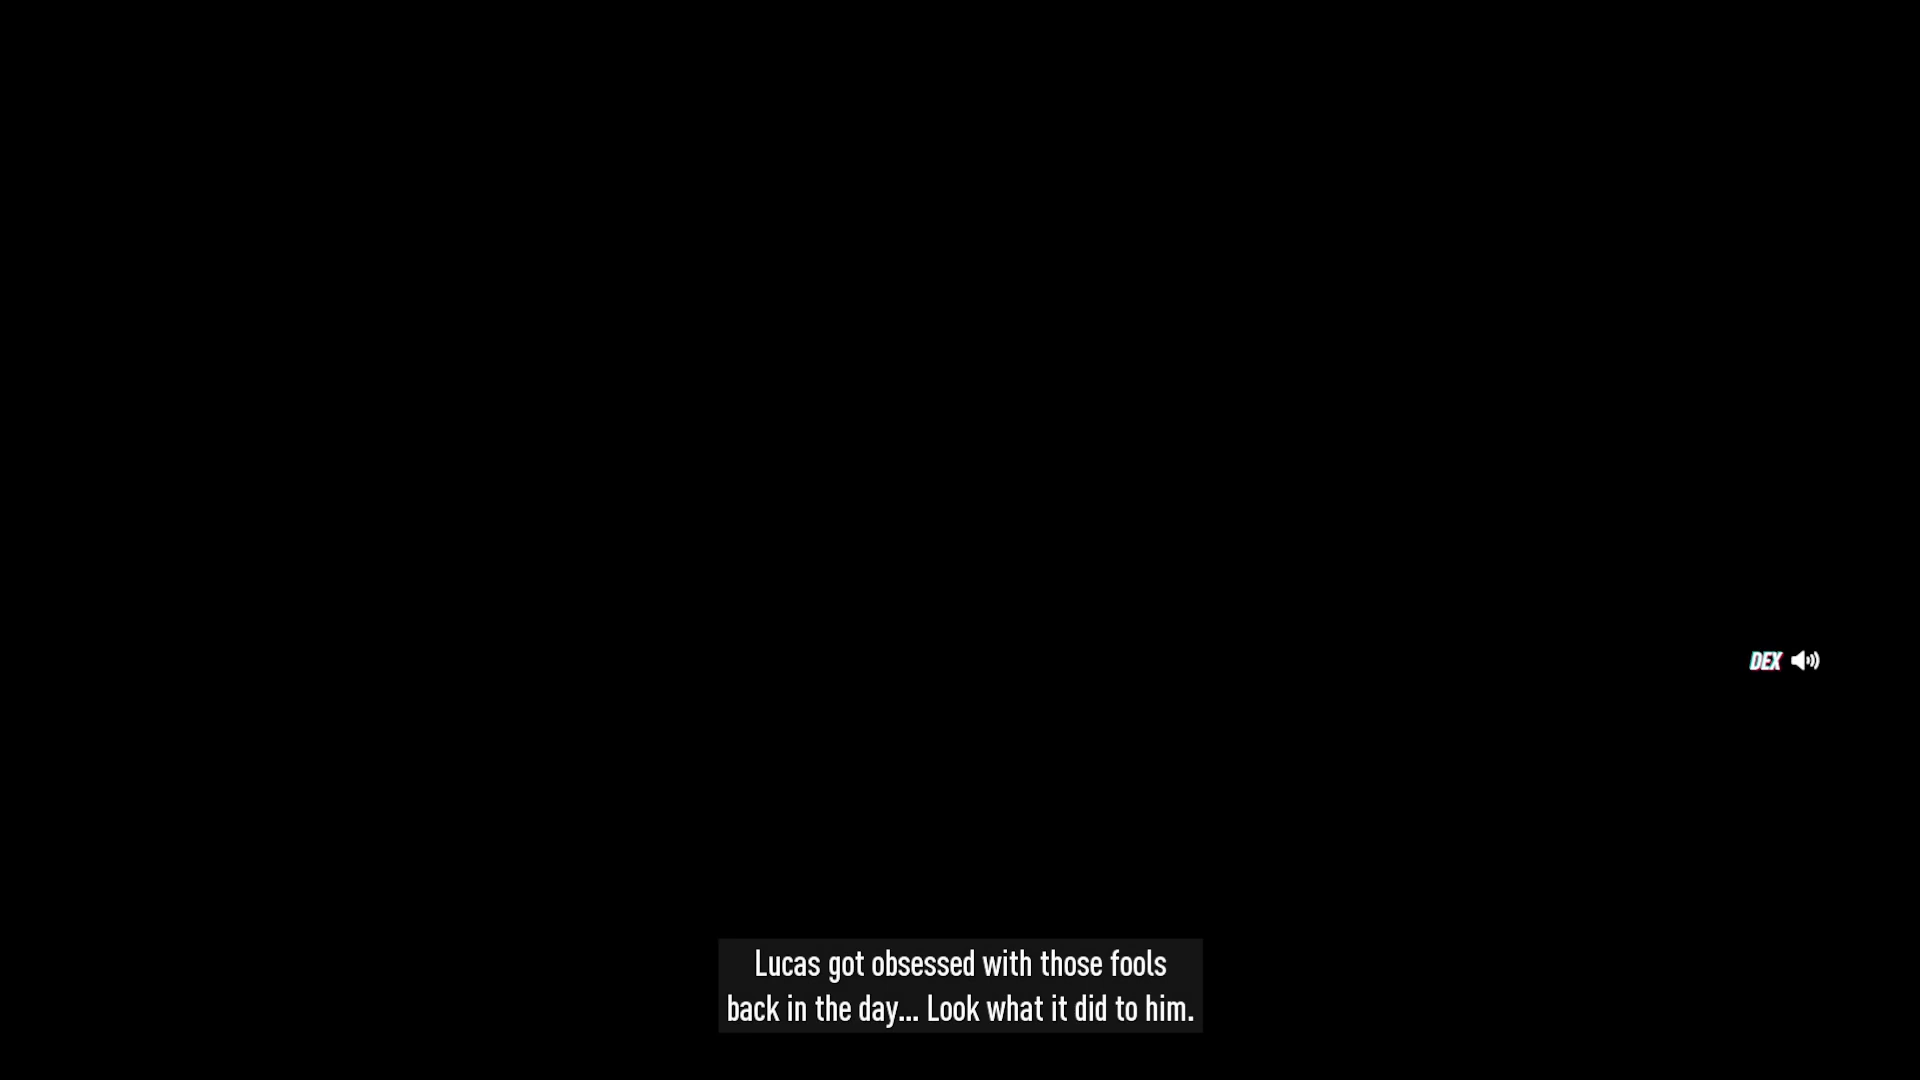 DEX
Lucas got obsessed with those fools
back in the day... Look what it did to him.